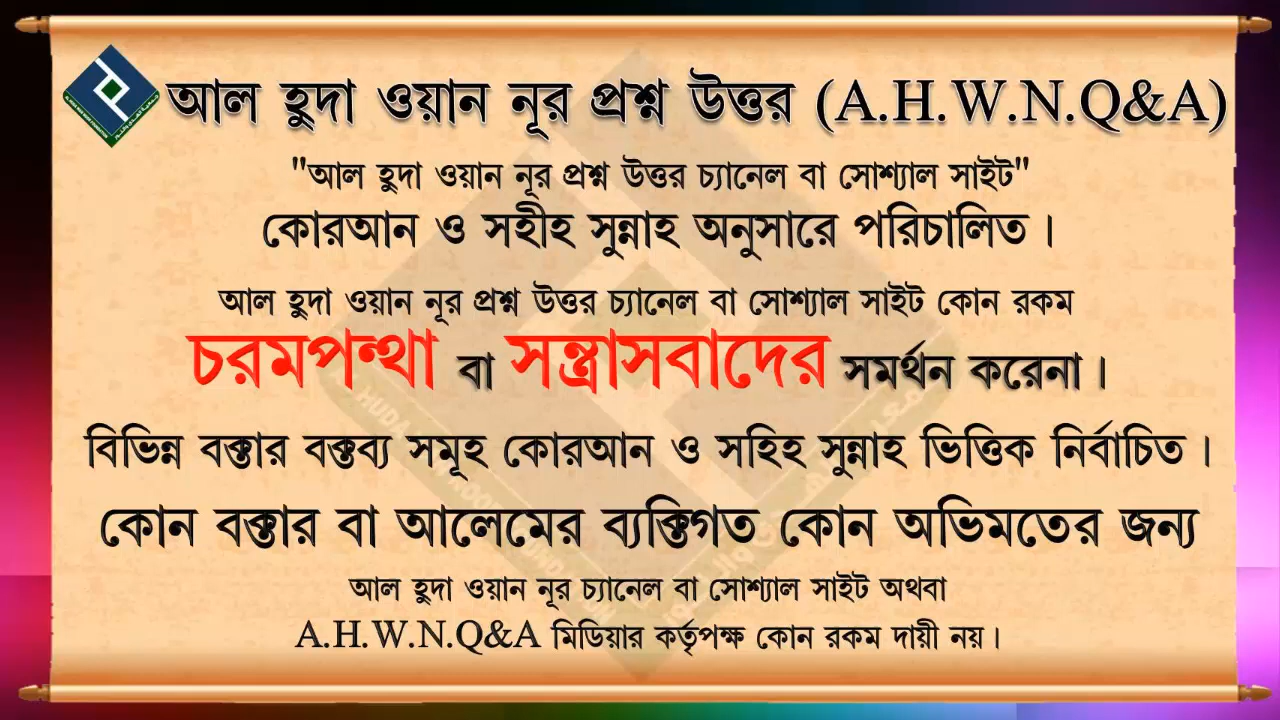 আল হুদা ওয়ান নূর প্রশ্ন উত্তর (A.H.W.N.Q&A)
"আল হুদা ওয়ান নূর প্রশ্ন উত্তর চ্যানেল বা সোশ্যাল সাইট"
কোরআন ও সহীহ সুন্নাহ অনুসারে পরিচালিত।
আল হুদা ওয়ান নূর প্রশ্ন উত্তর চ্যানেল বা সোশ্যাল সাইট কোন রকম
চরমপন্থা বা সন্ত্রাসবাদের সমর্থন করেনা।
বিভিন্ন বক্তার বক্তব্য সমূহ কোরআন ও সহিহ সুন্নাহ ভিত্তিক নির্বাচিত।
কোন বক্তার বা আলেমের ব্যক্তিগত কোন অভিমতের জন্য
আল হুদা ওয়ান নূর চ্যানেল বা সোশ্যাল সাইট অথবা
A.H.W.N.Q&A মিডিয়ার কর্তৃপক্ষ কোন রকম দায়ী নয়।